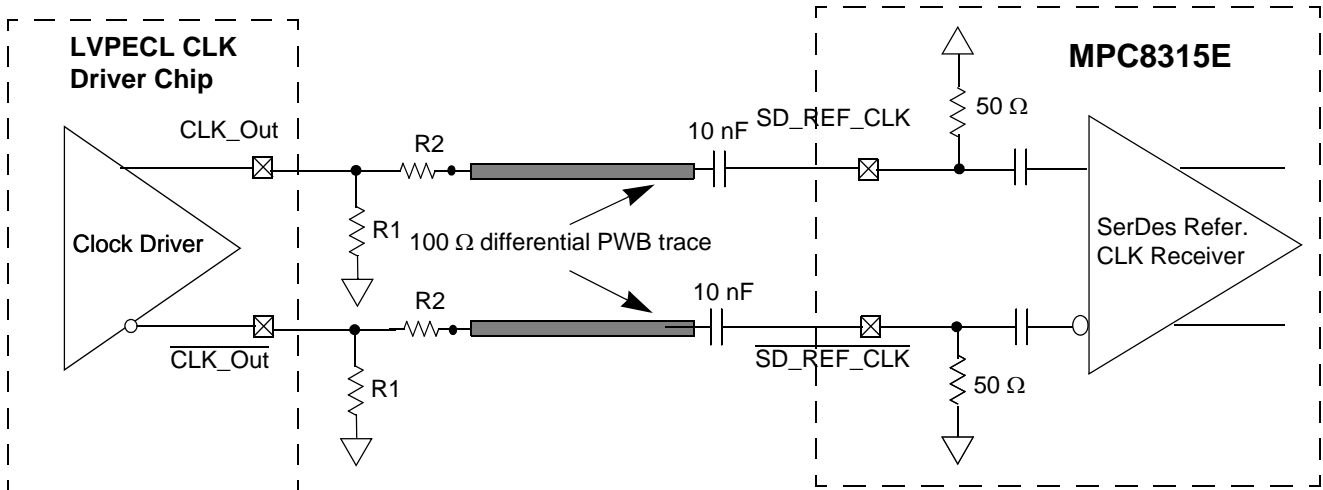 LVPECL CLK
Driver Chip
MPC8315E
CLK_Out
R2
10 nF
SD_REF_CLK
50 Ω
R1
Clock Driver
100 Ω differential PWB trace
SerDes Refer.
CLK Receiver
R2
10 nF
CLK_Out
SD_REF_CLK
R1
50 Ω